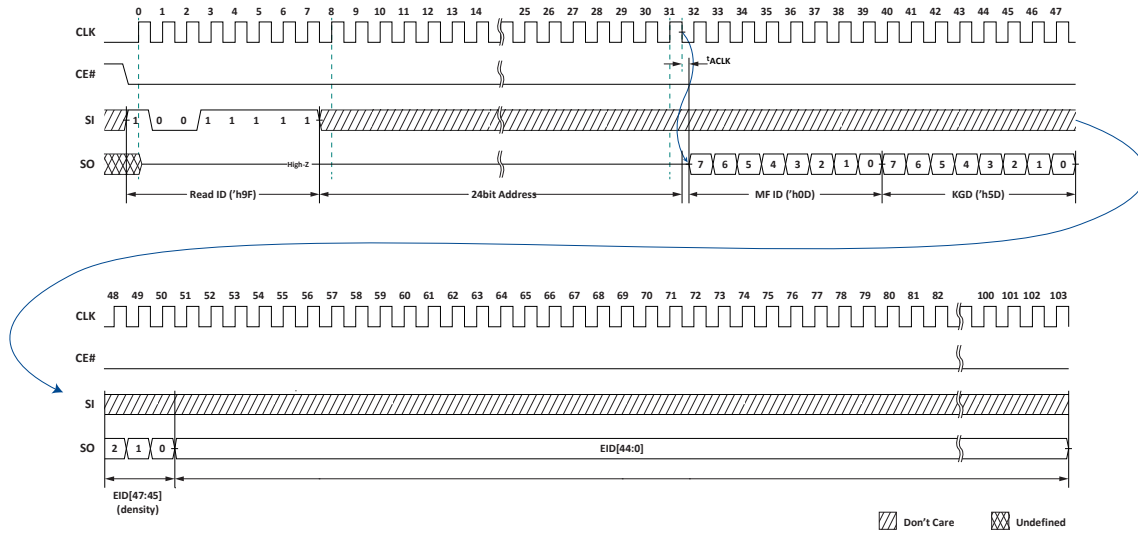 0 1 2 3 4 5 6 7 8 9 10 11 12 13 14 25 26 27 28 29 30 31 32 33 34 35 36 37 38 39 40 41 42 43 44 45 46 47
CLK
tACLK
CE#
SI 1 0 0 1 1 1 1 1
SO High-Z 7 6 5 4 3 2 1 0 7 6 5 4 3 2 1 0
Read ID ('h9F) 24bit Address MF ID ('h0D) KGD ('h5D)
48 49 50 51 52 53 54 55 56 57 58 59 60 61 62 63 64 65 66 67 68 69 70 71 72 73 74 75 76 77 78 79 80 81 82 100 101 102 103
CLK
CE#
SI
SO 2 1 0 EID[44:0]
EID[47:45]
(density)
Don't Care Undefined